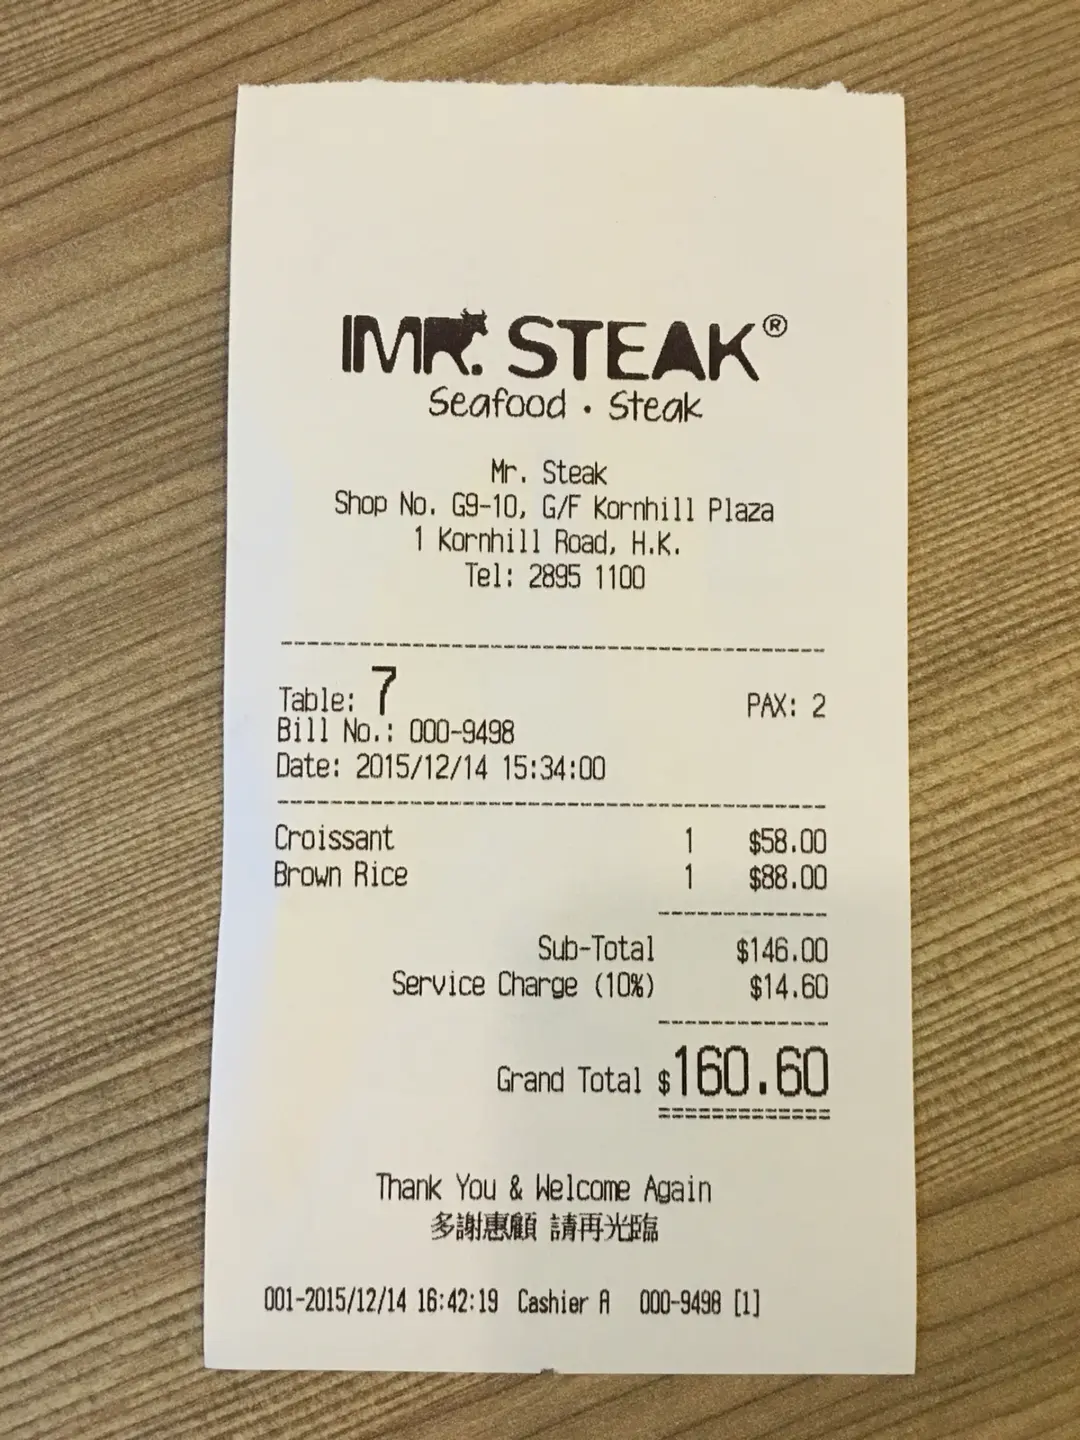 MR. STEAK®
Seafood · Steak
Mr. Steak
Shop No. G9-10, G/F Kornhill Plaza
1 Kornhill Road, H.K.
Tel: 2895 1100
Table: 7 PAX: 2
Bill No.: 000-9498
Date: 2015/12/14 15:34:00
Croissant 1 $58.00
Brown Rice 1 $88.00
Sub-Total $146.00
Service Charge (10%) $14.60
Grand Total $160.60
Thank You & Welcome Again
多謝惠顧 請再光臨
001-2015/12/14 16:42:19 Cashier A 000-9498 [1]